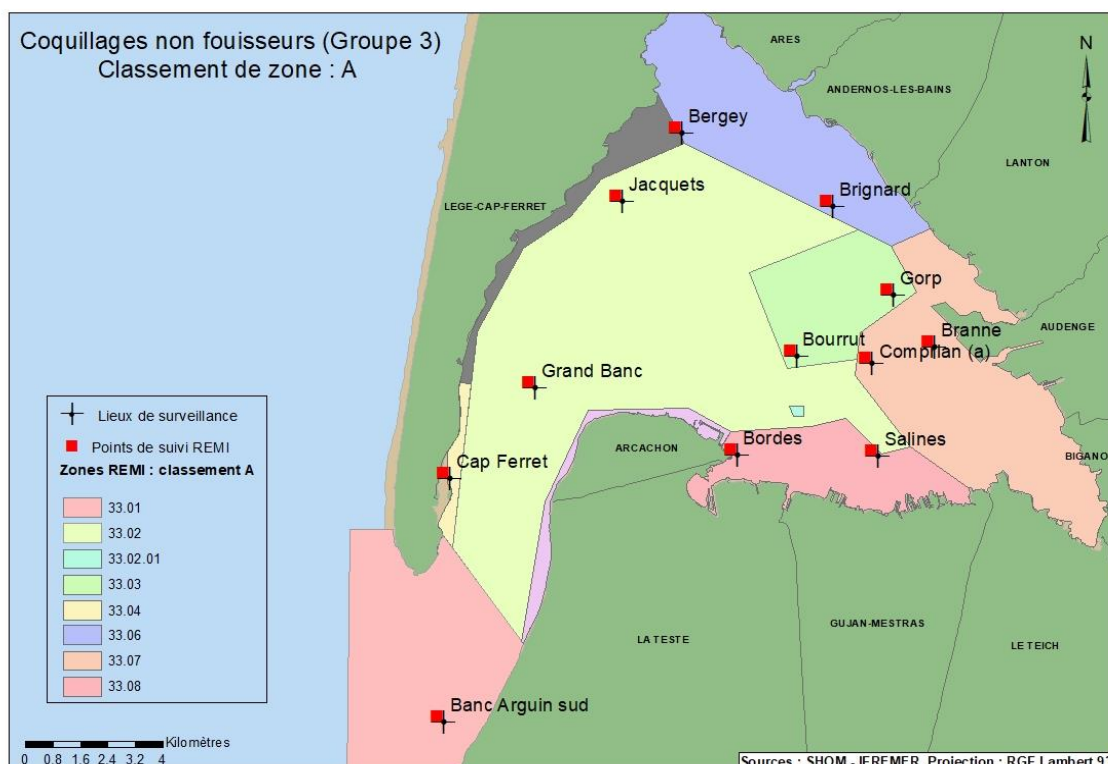 Coquillages non fouisseurs (Groupe 3)
Classement de zone : A
ARES
N
ANDERNOS-LES-BAINS
Bergey
LANTON
Jacquets
Brignard
LEGE-CAP-FERRET
Gorp
Branne
AUDENGE
Bourrut
Comprian (a)
Grand Banc
Lieux de surveillance
Points de suivi REMI
Zones REMI : classement A
33.01
33.02
33.02.01
33.03
33.04
33.06
33.07
33.08
ARCACHON
Bordes
Salines
BIGANO
Cap Ferret
GUJAN-MESTRAS
LA TESTE
LE TEICH
Banc Arguin sud
Kilomètres
0 0.8 1.6 2.4 3.2 4
Sources : SHOM - IFREMER, Projection : RGF Lambert 93